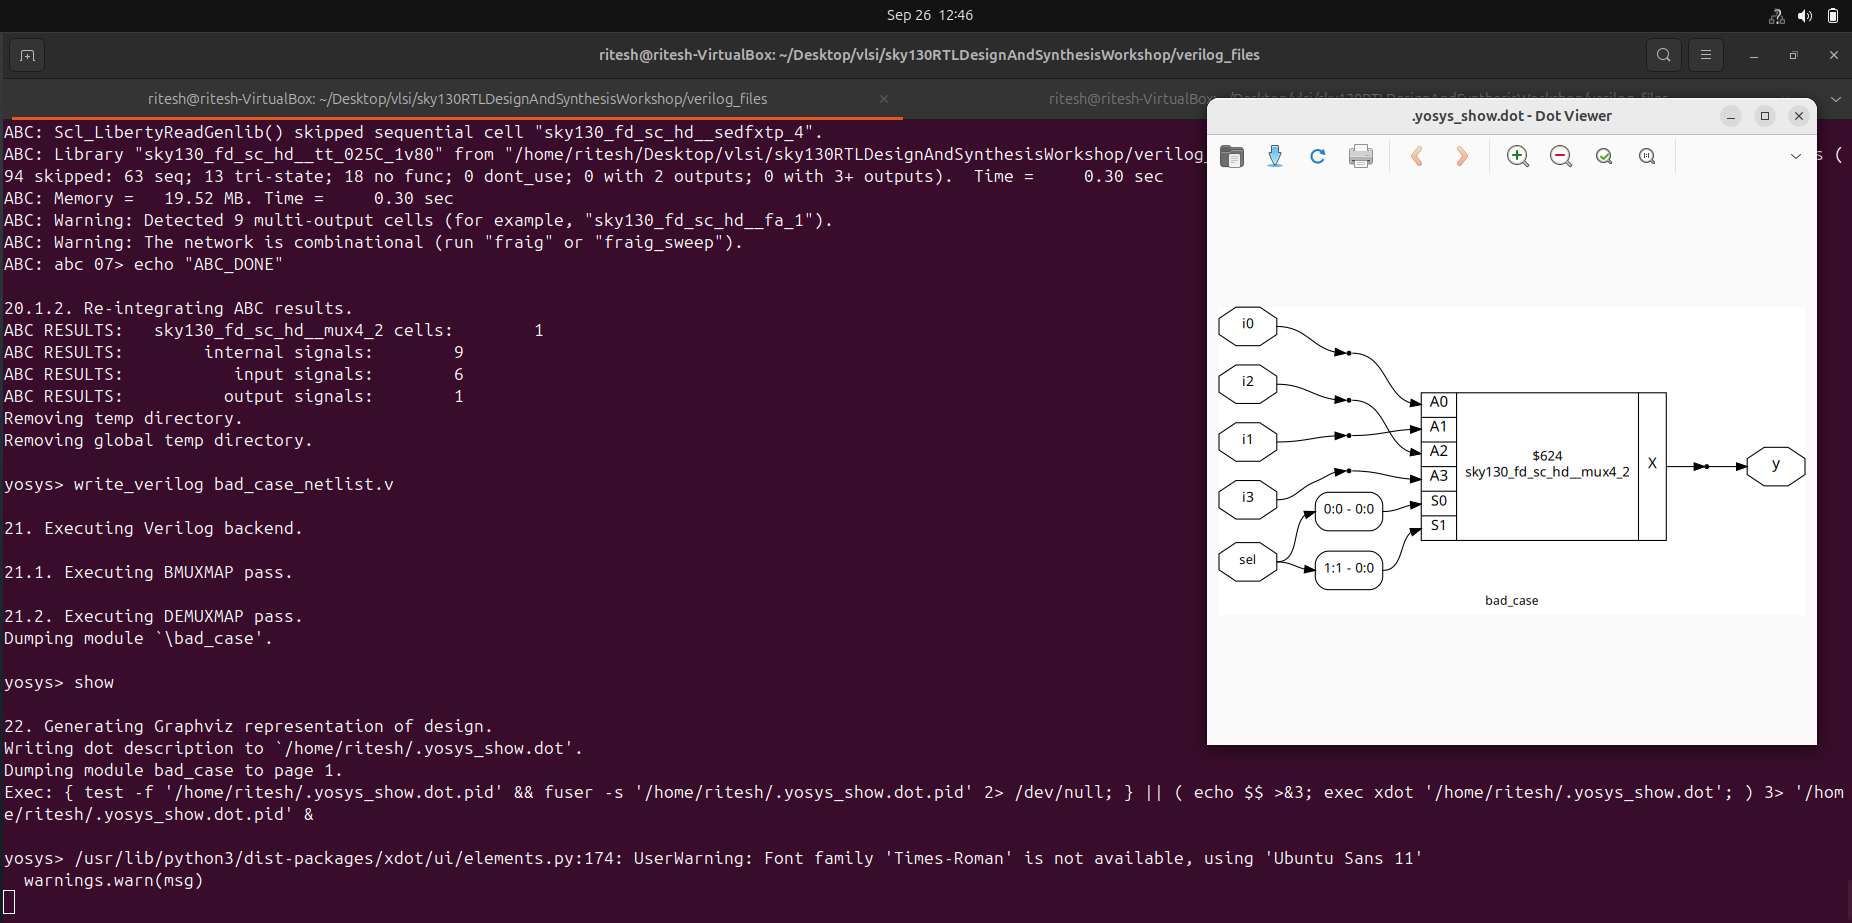 Sep 26  12:46
ritesh@ritesh-VirtualBox: ~/Desktop/vlsi/sky130RTLDesignAndSynthesisWorkshop/verilog_files
ritesh@ritesh-VirtualBox: ~/Desktop/vlsi/sky130RTLDesignAndSynthesisWorkshop/verilog_files
ritesh@ritesh-VirtualBox: ~/Desktop/vlsi/sky130RTLDesignAndSynthesisWorkshop/verilog_files
ABC: Scl_LibertyReadGenlib() skipped sequential cell "sky130_fd_sc_hd__sedfxtp_4".
ABC: Library "sky130_fd_sc_hd__tt_025C_1v80" from "/home/ritesh/Desktop/vlsi/sky130RTLDesignAndSynthesisWorkshop/verilog_ s (
94 skipped: 63 seq; 13 tri-state; 18 no func; 0 dont_use; 0 with 2 outputs; 0 with 3+ outputs).  Time =     0.30 sec
ABC: Memory =   19.52 MB. Time =     0.30 sec
ABC: Warning: Detected 9 multi-output cells (for example, "sky130_fd_sc_hd__fa_1").
ABC: Warning: The network is combinational (run "fraig" or "fraig_sweep").
ABC: abc 07> echo "ABC_DONE"
20.1.2. Re-integrating ABC results.
ABC RESULTS:   sky130_fd_sc_hd__mux4_2 cells:        1
ABC RESULTS:        internal signals:        9
ABC RESULTS:           input signals:        6
ABC RESULTS:          output signals:        1
Removing temp directory.
Removing global temp directory.
yosys> write_verilog bad_case_netlist.v
21. Executing Verilog backend.
21.1. Executing BMUXMAP pass.
21.2. Executing DEMUXMAP pass.
Dumping module `\bad_case'.
yosys> show
22. Generating Graphviz representation of design.
Writing dot description to `/home/ritesh/.yosys_show.dot'.
Dumping module bad_case to page 1.
Exec: { test -f '/home/ritesh/.yosys_show.dot.pid' && fuser -s '/home/ritesh/.yosys_show.dot.pid' 2> /dev/null; } || ( echo $$ >&3; exec xdot '/home/ritesh/.yosys_show.dot'; ) 3> '/hom
e/ritesh/.yosys_show.dot.pid' &
yosys> /usr/lib/python3/dist-packages/xdot/ui/elements.py:174: UserWarning: Font family 'Times-Roman' is not available, using 'Ubuntu Sans 11'
  warnings.warn(msg)
.yosys_show.dot - Dot Viewer
i0
i2
i1
i3
sel
0:0 - 0:0
1:1 - 0:0
A0
A1
A2
A3
S0
S1
$624
sky130_fd_sc_hd__mux4_2
X
y
bad_case